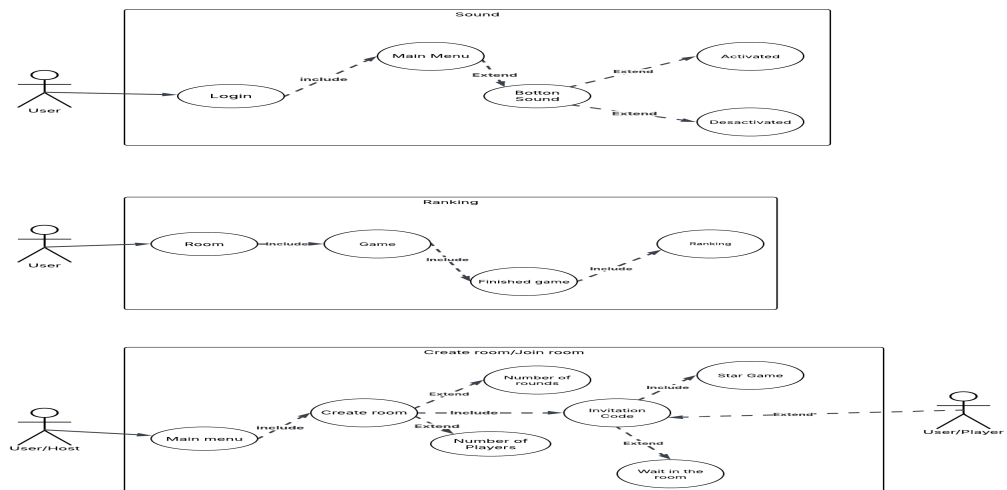 Sound
Main Menu
Activated
include
Extend
Extend
User
Login
Botton
Sound
Extend
Desactivated
Ranking
User
Room
Include
Game
Ranking
Include
Include
Finished game
Create room/Join room
Number of
rounds
Star Game
Extend
Include
User/Host
Main menu
Include
Create room
Include
Invitation
Code
Extend
User/Player
Extend
Number of
Players
Extend
Wait in the
room